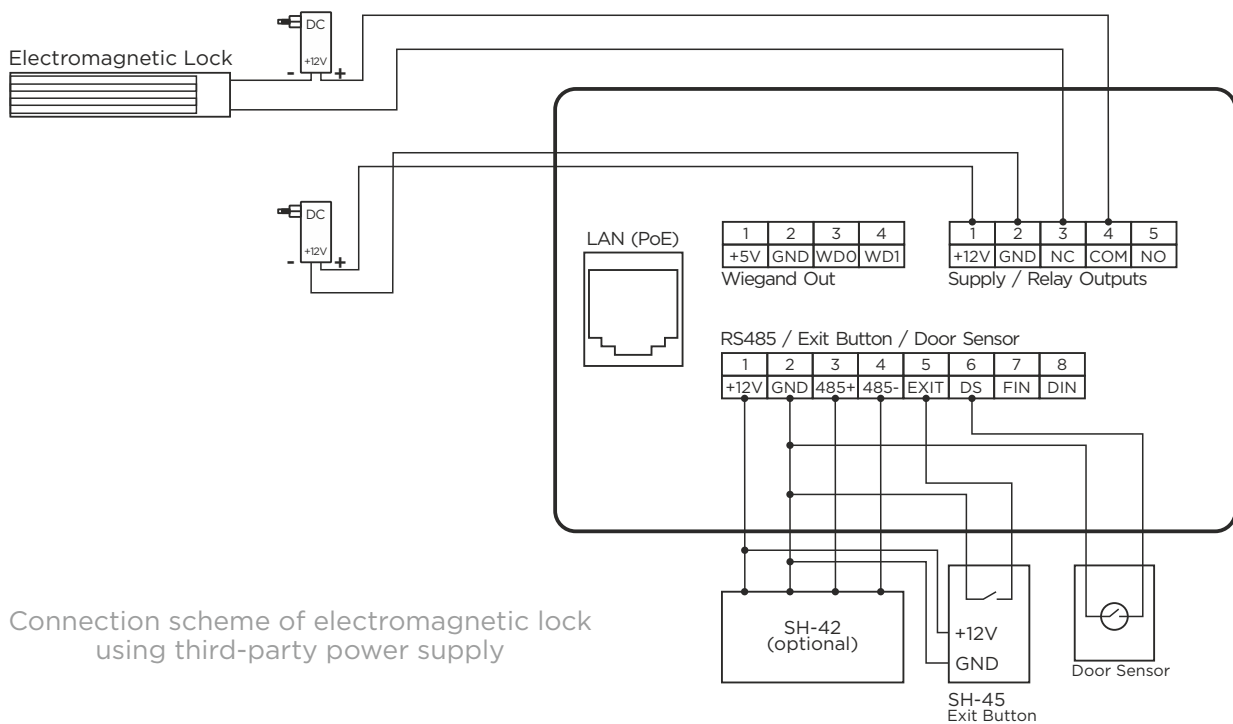 DC
+12V
- +
Electromagnetic Lock
DC
+12V
- +
LAN (PoE)
1 2 3 4
+5V GND WD0 WD1
Wiegand Out
1 2 3 4 5
+12V GND NC COM NO
Supply / Relay Outputs
RS485 / Exit Button / Door Sensor
1 2 3 4 5 6 7 8
+12V GND 485+ 485- EXIT DS FIN DIN
Connection scheme of electromagnetic lock
using third-party power supply
SH-42
(optional)
+12V
GND
SH-45
Exit Button
Door Sensor